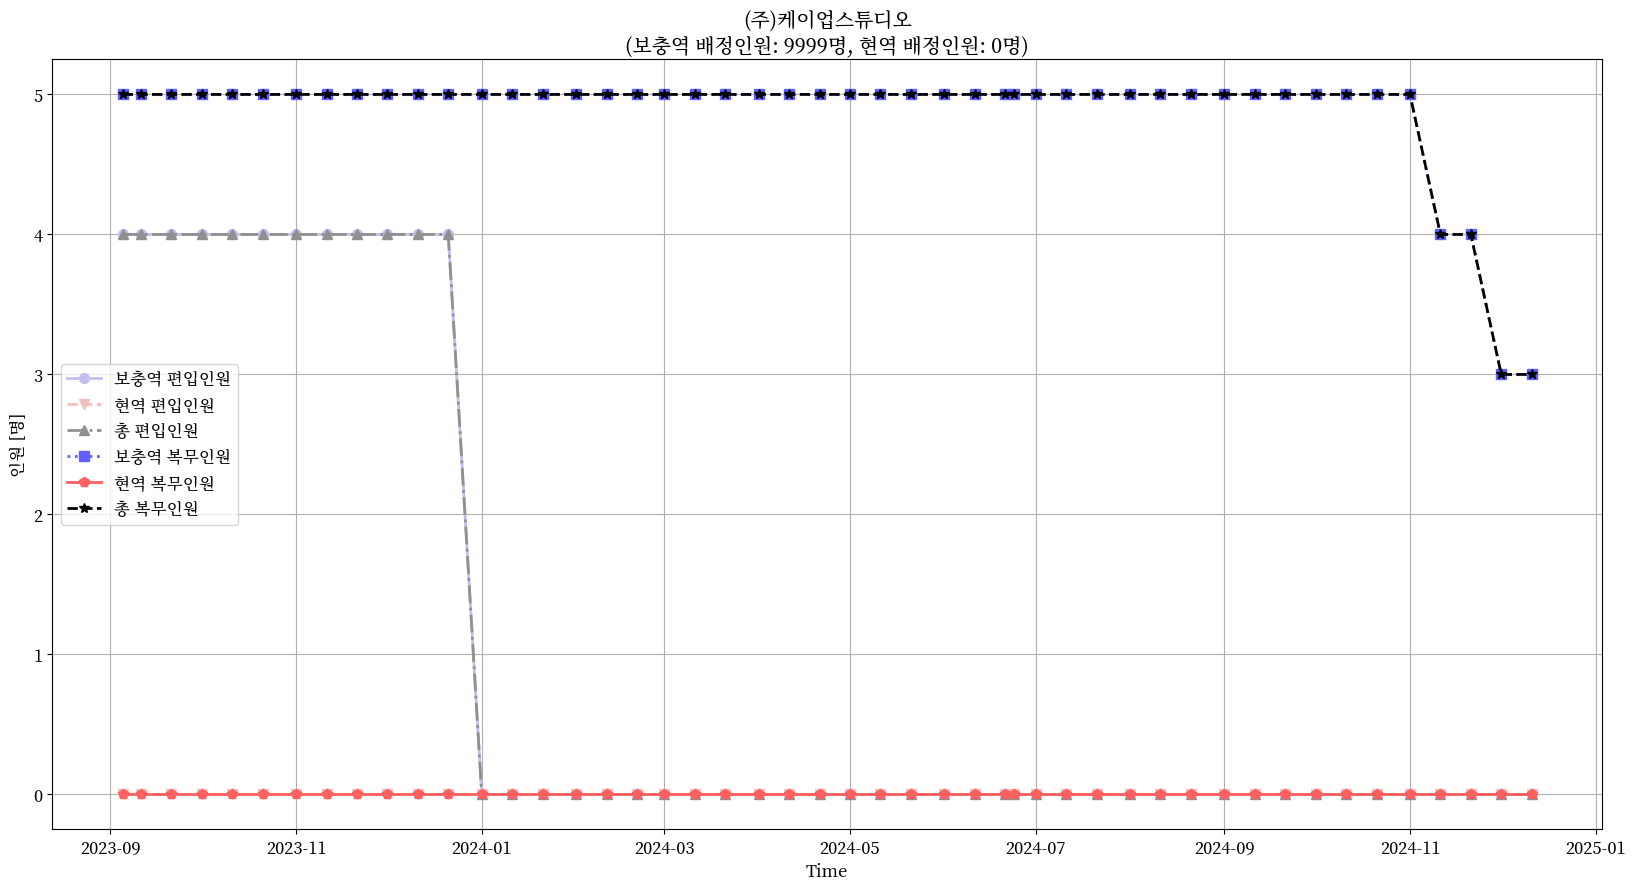 (주)케이업스튜디오
(보충역 배정인원: 9999명, 현역 배정인원: 0명)
인원 [명]
5
4
3
2
1
0
보충역 편입인원
현역 편입인원
총 편입인원
보충역 복무인원
현역 복무인원
총 복무인원
2023-09 2023-11 2024-01 2024-03 2024-05 2024-07 2024-09 2024-11 2025-01
Time